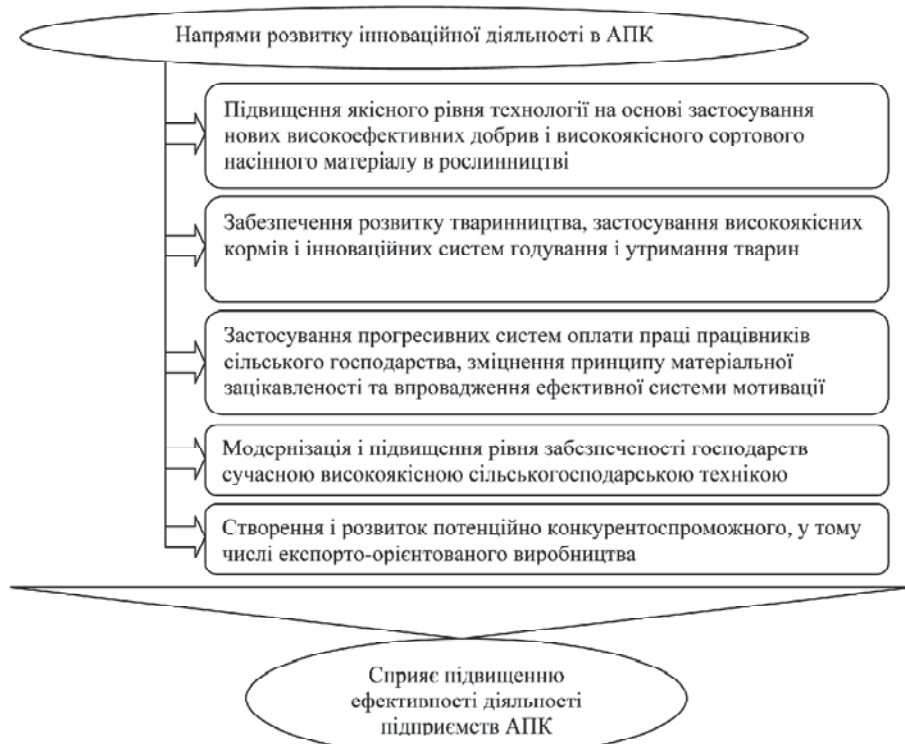 Напрями розвитку інноваційної діяльності в АПК
Підвищення якісного рівня технології на основі застосування
нових високоефективних добрив і високоякісного сортового
насінного матеріалу в рослинництві
Забезпечення розвитку тваринництва, застосування високоякісних
кормів і інноваційних систем годування і утримання тварин
Застосування прогресивних систем оплати праці працівників
сільського господарства, зміцнення принципу матеріальної
зацікавленості та впровадження ефективної системи мотивації
Модернізація і підвищення рівня забезпеченості господарств
сучасною високоякісною сільськогосподарською технікою
Створення і розвиток потенційно конкурентоспроможного, у тому
числі експорто-орієнтованого виробництва
Сприяє підвищенню
ефективності діяльності
підприємств АПК